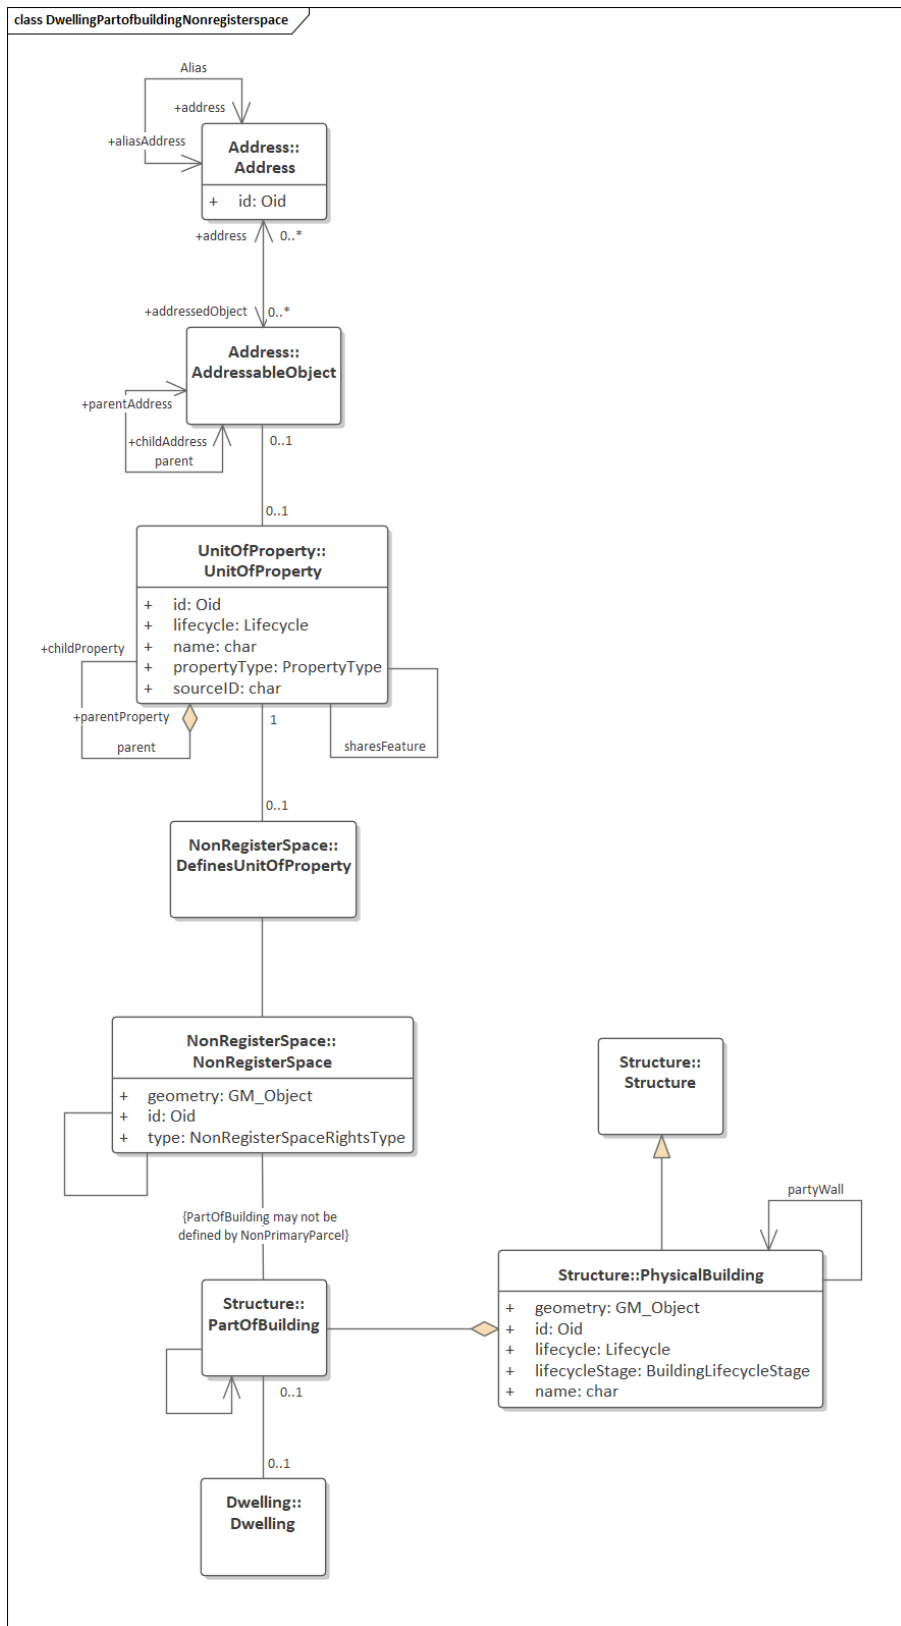 class DwellingPartofbuildingNonregisterspace
Alias
+address
+aliasAddress
Address::
Address
+ id: Oid
+address 0..*
+addressedObject 0..*
Address::
AddressableObject
+parentAddress
+childAddress
parent
0..1
0..1
UnitOfProperty::
UnitOfProperty
+ id: Oid
+ lifecycle: Lifecycle
+ name: char
+ propertyType: PropertyType
+ sourceID: char
+childProperty
+parentProperty
parent
1
sharesFeature
0..1
NonRegisterSpace::
DefinesUnitOfProperty
NonRegisterSpace::
NonRegisterSpace
+ geometry: GM_Object
+ id: Oid
+ type: NonRegisterSpaceRightsType
Structure::
Structure
partyWall
{PartOfBuilding may not be
defined by NonPrimaryParcel}
Structure::PhysicalBuilding
+ geometry: GM_Object
+ id: Oid
+ lifecycle: Lifecycle
+ lifecycleStage: BuildingLifecycleStage
+ name: char
Structure::
PartOfBuilding
0..1
0..1
Dwelling::
Dwelling